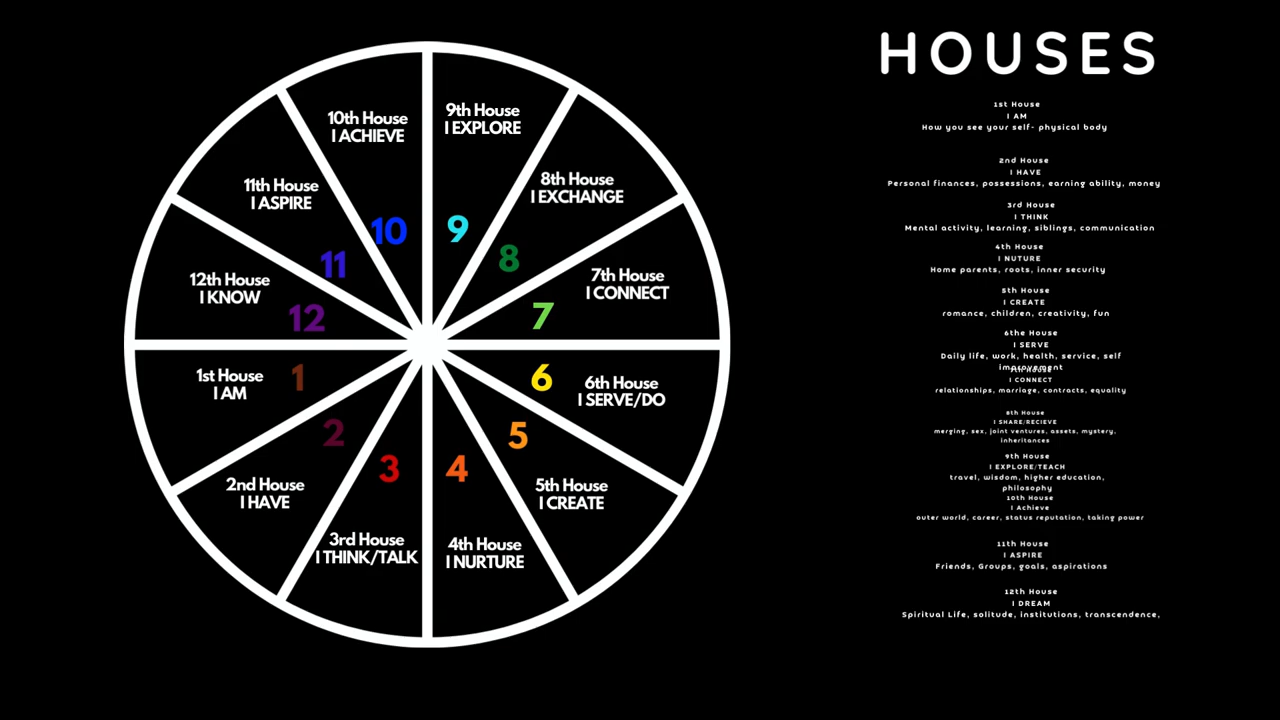 HOUSES
10th House
I ACHIEVE
9th House
I EXPLORE
11th House
I ASPIRE
8th House
I EXCHANGE
10
9
11
8
12th House
I KNOW
7th House
I CONNECT
12
7
1st House
I AM
1
6
6th House
I SERVE/DO
2
5
3
4
2nd House
I HAVE
5th House
I CREATE
3rd House
I THINK/TALK
4th House
I NURTURE
1st House
I AM
How you see your self- physical body
2nd House
I HAVE
Personal finances, possessions, earning ability, money
3rd House
I THINK
Mental activity, learning, siblings, communication
4th House
I NUTURE
Home parents, roots, inner security
5th House
I CREATE
romance, children, creativity, fun
6the House
I SERVE
Daily life, work, health, service, self
improvement
7th House
I CONNECT
relationships, marriage, contracts, equality
8th House
I SHARE/RECIEVE
merging, sex, joint ventures, assets, mystery,
inheritances
9th House
I EXPLORE/TEACH
travel, wisdom, higher education,
philosophy
10th House
I Achieve
outer world, career, status reputation, taking power
11th House
I ASPIRE
Friends, Groups, goals, aspirations
12th House
I DREAM
Spiritual Life, solitude, institutions, transcendence,